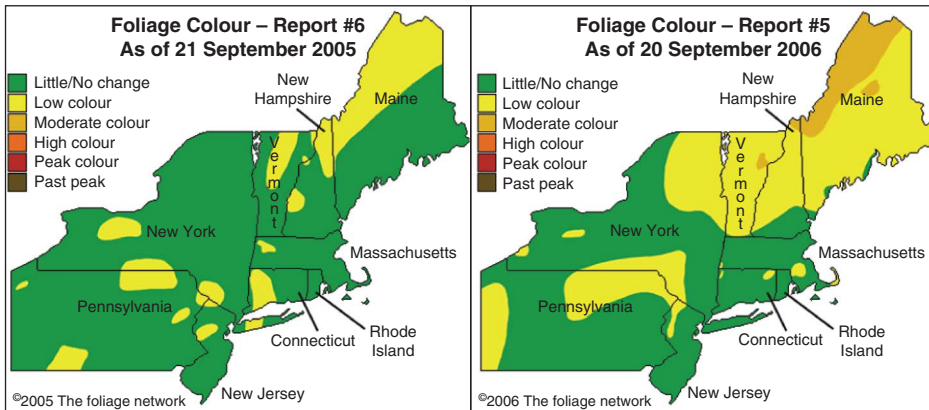 Foliage Colour – Report #6
As of 21 September 2005
Little/No change
Low colour
Moderate colour
High colour
Peak colour
Past peak
New
Hampshire
Maine
Vermont
New York
Massachusetts
Pennsylvania
Connecticut
Rhode
Island
New Jersey
©2005 The foliage network
Foliage Colour – Report #5
As of 20 September 2006
Little/No change
Low colour
Moderate colour
High colour
Peak colour
Past peak
New
Hampshire
Maine
Vermont
New York
Massachusetts
Pennsylvania
Connecticut
Rhode
Island
New Jersey
©2006 The foliage network